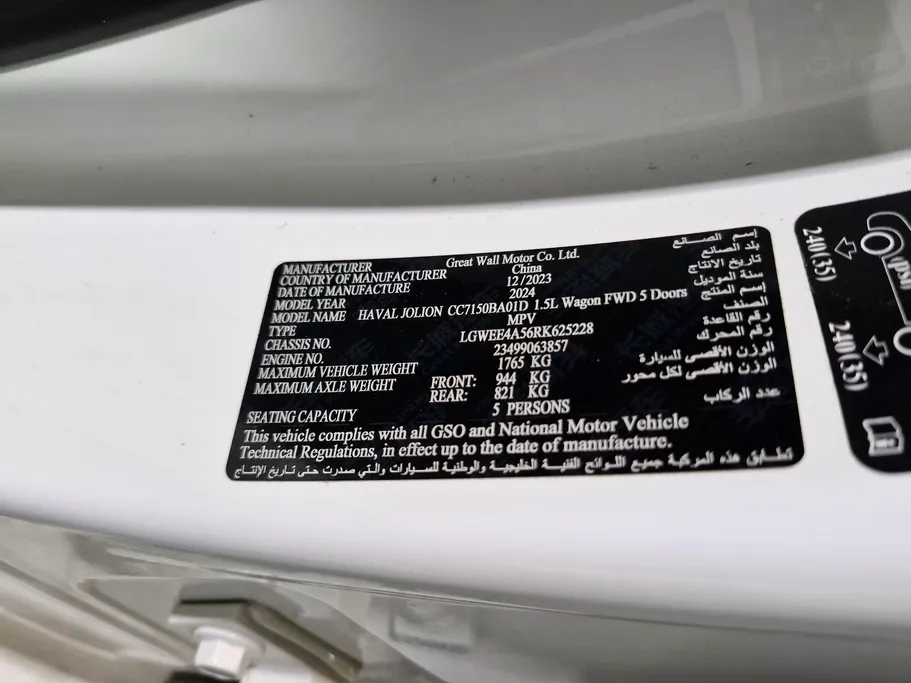 MANUFACTURER Great Wall Motor Co. Ltd. إسم الصانع
COUNTRY OF MANUFACTURER China بلد الصانع
DATE OF MANUFACTURE 12/2023 تاريخ الانتاج
MODEL YEAR 2024 سنة الموديل
MODEL NAME HAVAL JOLION CC7150BA01D 1.5L Wagon FWD 5 Doors إسم المنتج
TYPE MPV الصنف
CHASSIS NO. LGWEE4A56RK625228 رقم القاعدة
ENGINE NO. 23499063857 رقم المحرك
MAXIMUM VEHICLE WEIGHT 1765 KG الوزن الأقصى للسيارة
MAXIMUM AXLE WEIGHT FRONT: 944 KG الوزن الأقصى لكل محور
REAR: 821 KG
SEATING CAPACITY 5 PERSONS عدد الركاب
This vehicle complies with all GSO and National Motor Vehicle
Technical Regulations, in effect up to the date of manufacture.
تطابق هذه المركبة جميع اللوائح الفنية الخليجية والوطنية للسيارات والتي صدرت حتى تاريخ الإنتاج
240(35)
240(35)